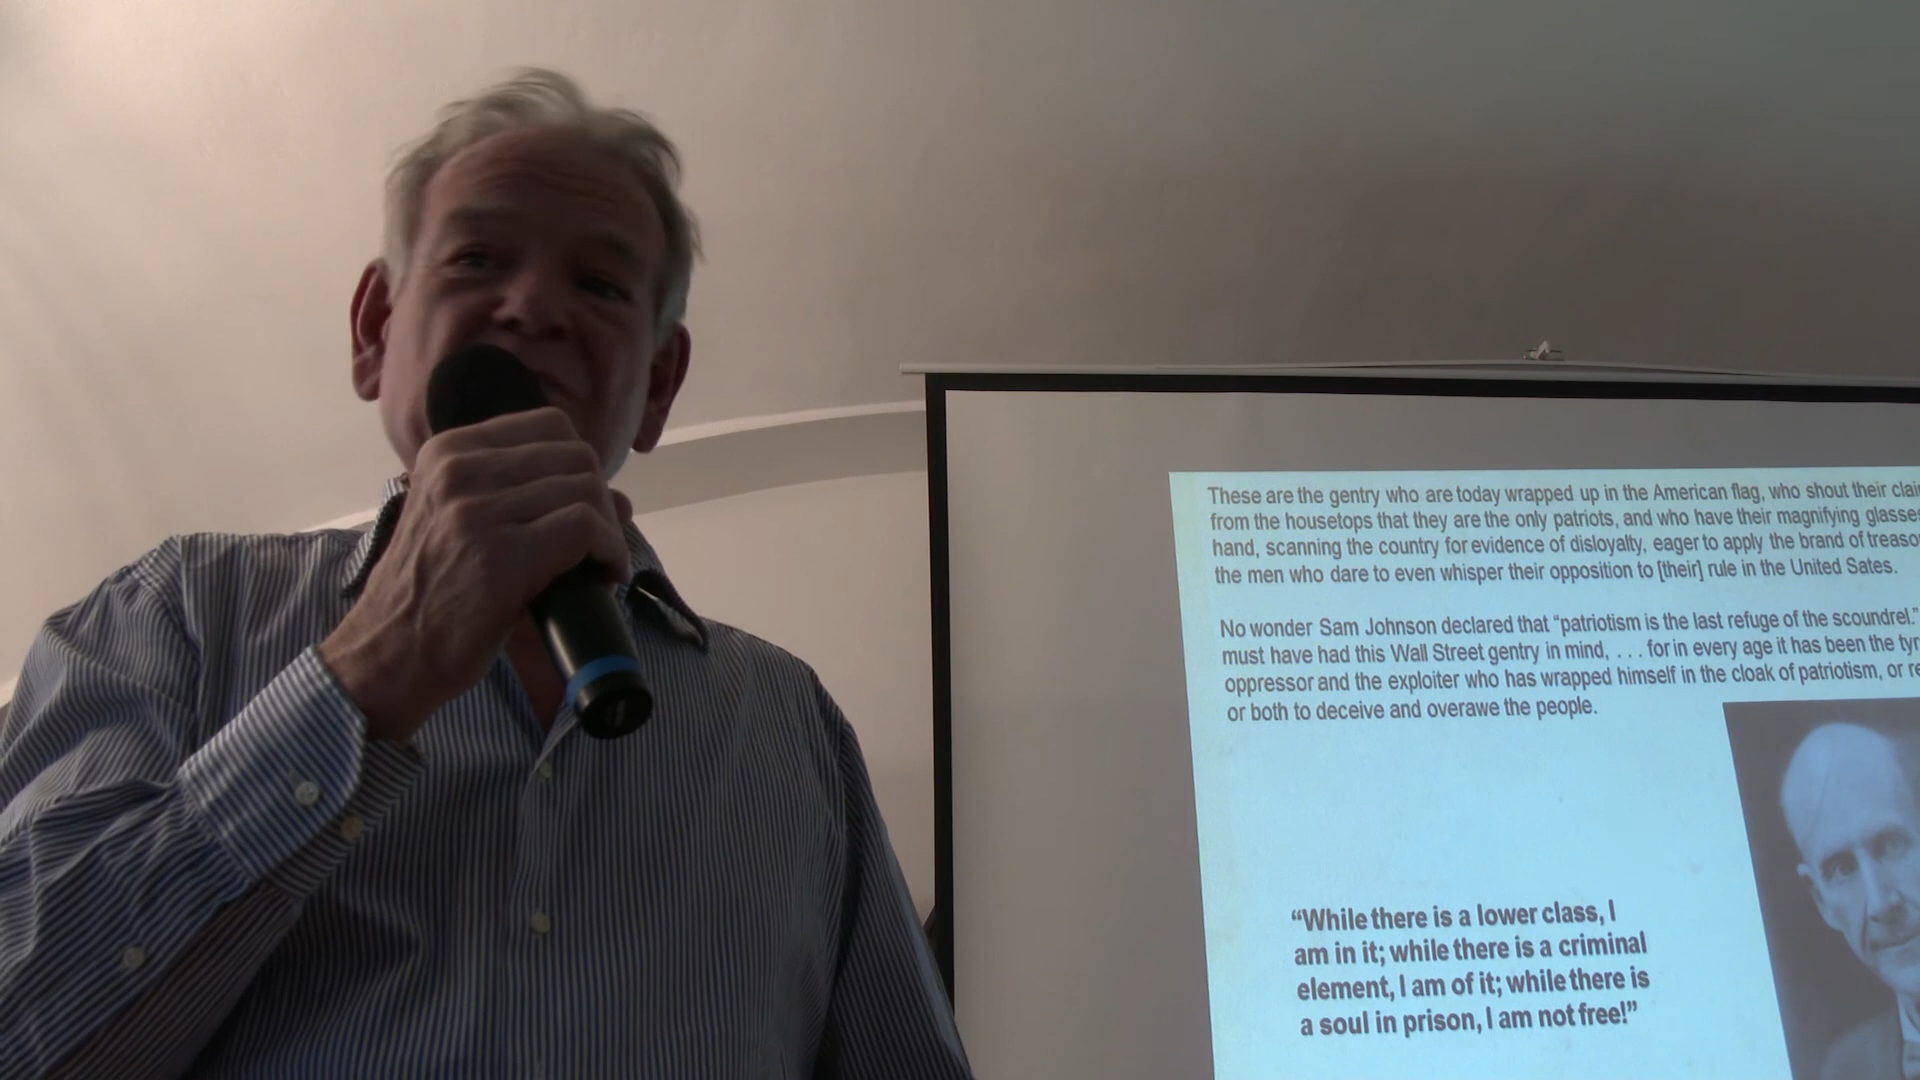 These are the gentry who are today wrapped up in the American flag, who shout their
from the housetops that they are the only patriots, and who have their magnifying
hand, scanning the country for evidence of disloyalty, eager to apply the brand of
the men who dare to even whisper their opposition to [their] rule in the United Sates.
No wonder Sam Johnson declared that “patriotism is the last refuge of the scoundrel.”
must have had this Wall Street gentry in mind, . . . for in every age it has been the
oppressor and the exploiter who has wrapped himself in the cloak of patriotism, or
or both to deceive and overawe the people.
“While there is a lower class, I
am in it; while there is a criminal
element, I am of it; while there is
a soul in prison, I am not free!”